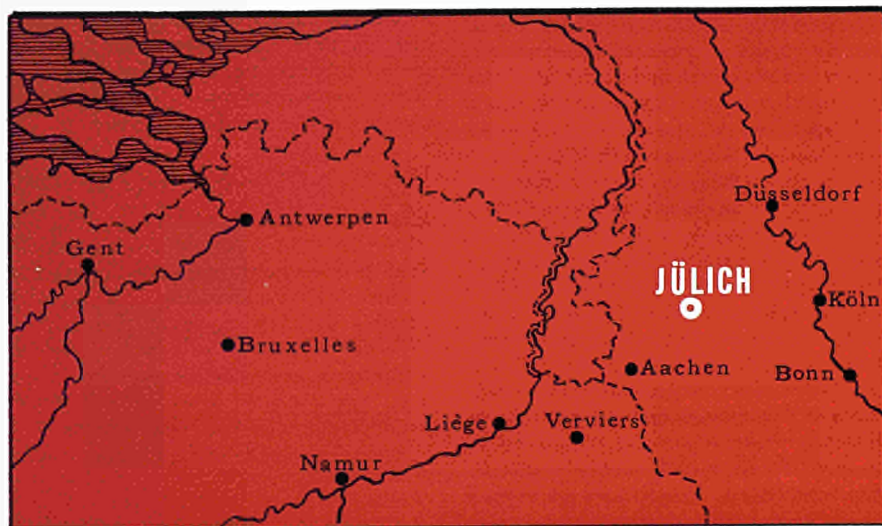 Düsseldorf
Antwerpen
Gent
JÜLICH
Köln
Bruxelles
Aachen
Bonn
Liège
Verviers
Namur